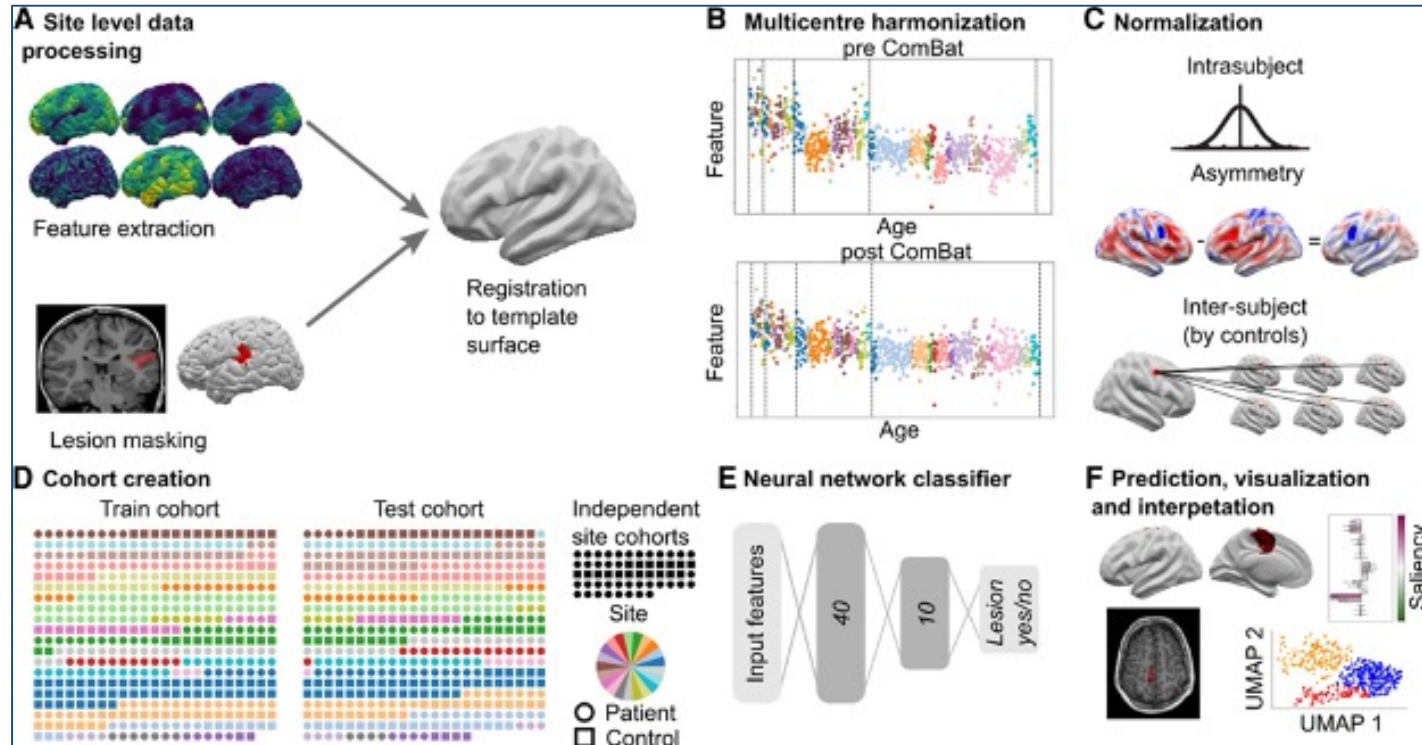 A Site level data
processing
Feature extraction
Lesion masking
Registration
to template
surface
B Multicentre harmonization
pre ComBat
Feature
Age
post ComBat
Feature
Age
C Normalization
Intrasubject
Asymmetry
-
=
Inter-subject
(by controls)
D Cohort creation
Train cohort
Test cohort
Independent
site cohorts
Site
Patient
Control
E Neural network classifier
Input features
40
10
Lesion
yes/no
F Prediction, visualization
and interpetation
Saliency
UMAP 2
UMAP 1